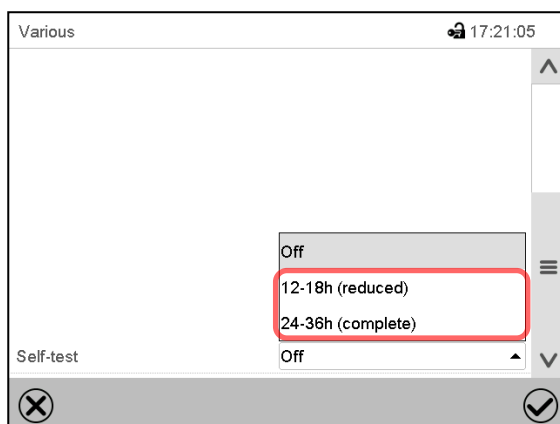 Various 17:21:05
Off
12-18h (reduced)
24-36h (complete)
Self-test Off